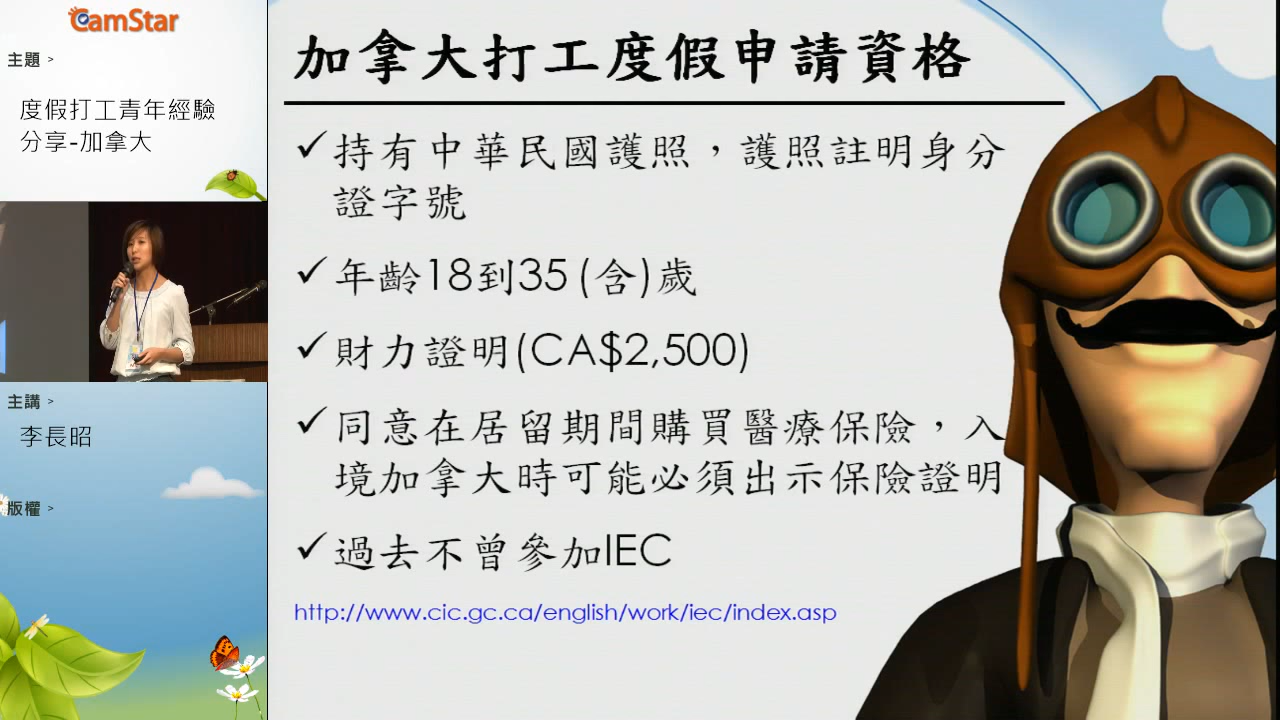 CamStar
主題 >
度假打工青年經驗
分享-加拿大
主講 >
李長昭
版權 >
加拿大打工度假申請資格
✓持有中華民國護照，護照註明身分
證字號
✓年齡18到35 (含)歲
✓財力證明(CA$2,500)
✓同意在居留期間購買醫療保險，入
境加拿大時可能必須出示保險證明
✓過去不曾參加IEC
http://www.cic.gc.ca/english/work/iec/index.asp